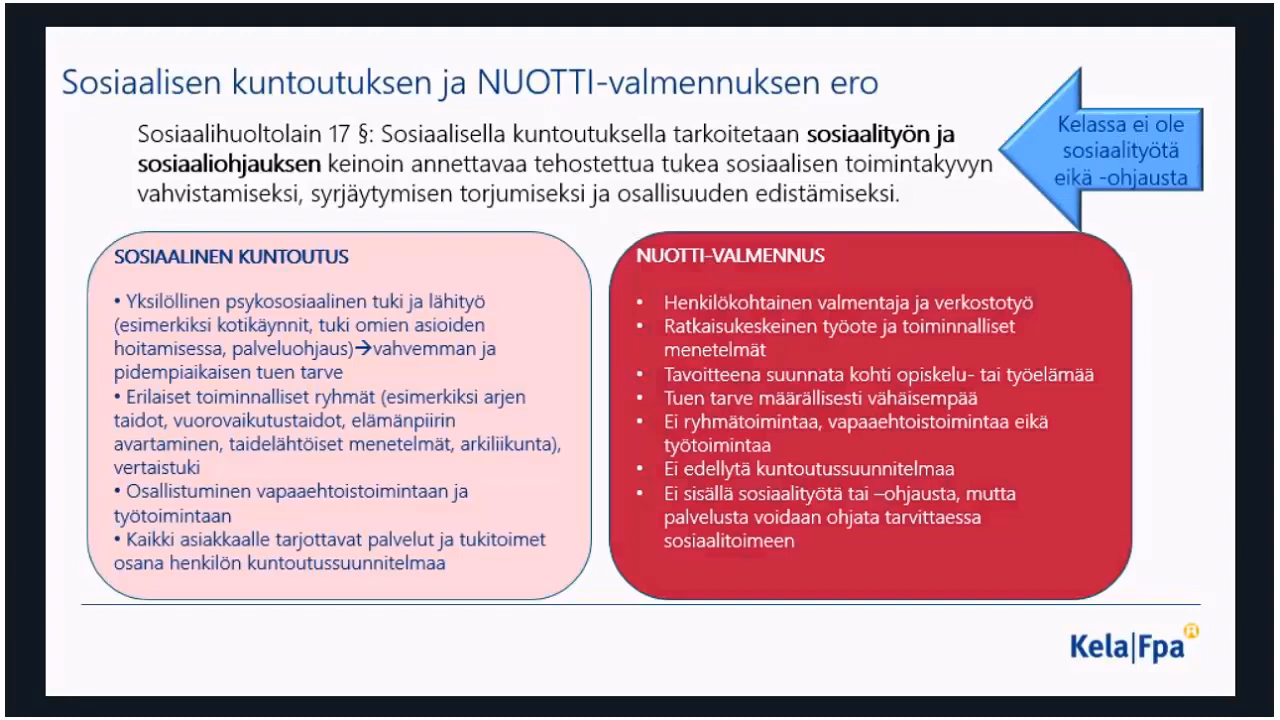 Sosiaalisen kuntoutuksen ja NUOTTI-valmennuksen ero
Sosiaalihuoltolain 17 §: Sosiaalisella kuntoutuksella tarkoitetaan sosiaalityön ja
sosiaaliohjauksen keinoin annettavaa tehostettua tukea sosiaalisen toimintakyvyn
vahvistamiseksi, syrjäytymisen torjumiseksi ja osallisuuden edistämiseksi.
Kelassa ei ole
sosiaalityötä
eikä -ohjausta
SOSIAALINEN KUNTOUTUS
• Yksilöllinen psykososiaalinen tuki ja lähityö
(esimerkiksi kotikäynnit, tuki omien asioiden
hoitamisessa, palveluohjaus)→vahvemman ja
pidempiaikaisen tuen tarve
• Erilaiset toiminnalliset ryhmät (esimerkiksi arjen
taidot, vuorovaikutustaidot, elämänpiirin
avartaminen, taidelähtöiset menetelmät, arkiliikunta),
vertaistuki
• Osallistuminen vapaaehtoistoimintaan ja
työtoimintaan
• Kaikki asiakkaalle tarjottavat palvelut ja tukitoimet
osana henkilön kuntoutussuunnitelmaa
NUOTTI-VALMENNUS
• Henkilökohtainen valmentaja ja verkostotyö
• Ratkaisukeskeinen työote ja toiminnalliset
menetelmät
• Tavoitteena suunnata kohti opiskelu- tai työelämää
• Tuen tarve määrällisesti vähäisempää
• Ei ryhmätoimintaa, vapaaehtoistoimintaa eikä
työtoimintaa
• Ei edellytä kuntoutussuunnitelmaa
• Ei sisällä sosiaalityötä tai –ohjausta, mutta
palvelusta voidaan ohjata tarvittaessa
sosiaalitoimeen
Kela|Fpa